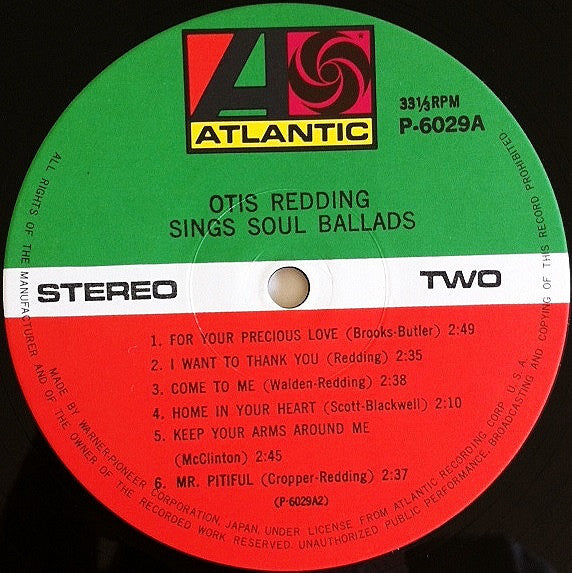 ATLANTIC
33⅓RPM
P-6029A
OTIS REDDING
SINGS SOUL BALLADS
STEREO
TWO
1. FOR YOUR PRECIOUS LOVE (Brooks-Butler) 2:49
2. I WANT TO THANK YOU (Redding) 2:35
3. COME TO ME (Walden-Redding) 2:38
4. HOME IN YOUR HEART (Scott-Blackwell) 2:10
5. KEEP YOUR ARMS AROUND ME
(McClinton) 2:45
6. MR. PITIFUL (Cropper-Redding) 2:37
(P-6029A2)
MADE BY WARNER-PIONEER CORPORATION, JAPAN, UNDER LICENSE FROM ATLANTIC RECORDING CORP., U.S.A.
ALL RIGHTS OF THE MANUFACTURER AND OF THE OWNER OF THE RECORDED WORK RESERVED. UNAUTHORIZED PUBLIC PERFORMANCE, BROADCASTING AND COPYING OF THIS RECORD PROHIBITED.